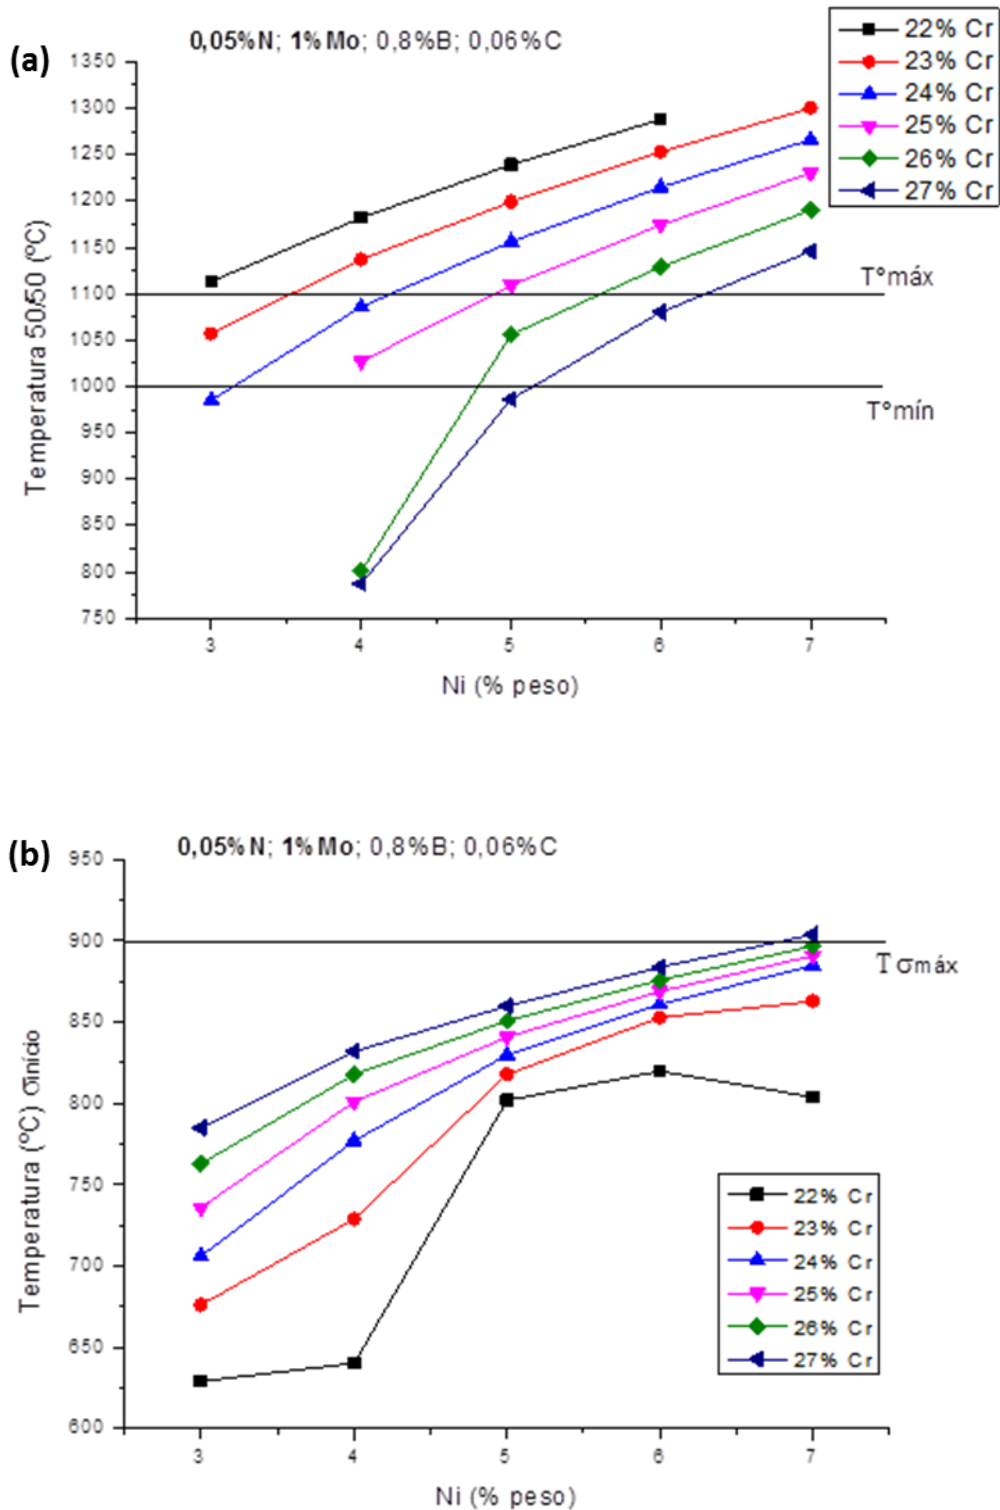 (a)
0,05%N; 1%Mo; 0,8%B; 0,06%C
22% Cr
23% Cr
24% Cr
25% Cr
26% Cr
27% Cr
1350
1300
1250
1200
1150
1100
1050
1000
950
900
850
800
750
Temperatura 50/50 (ºC)
T°máx
T°mín
3 4 5 6 7
Ni (% peso)
(b)
0,05%N; 1%Mo; 0,8%B; 0,06%C
950
900
850
800
750
700
650
600
Temperatura (ºC) σinício
T σmáx
22% Cr
23% Cr
24% Cr
25% Cr
26% Cr
27% Cr
3 4 5 6 7
Ni (% peso)